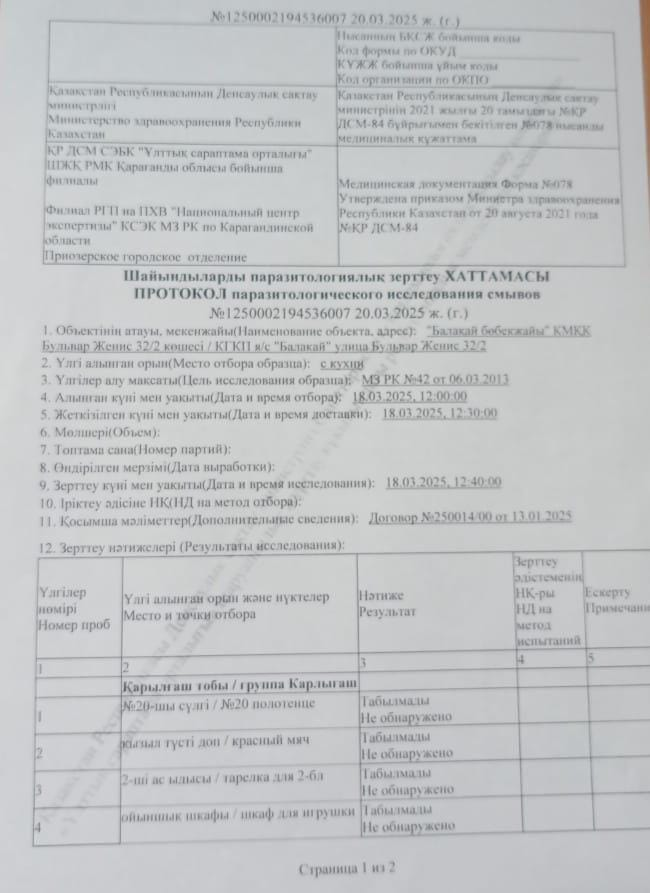 №1250002194536007 20.03.2025 ж. (г.)
Нысанның БҚСЖ бойынша коды
Код формы по ОКУД
КҰЖЖ бойынша ұйым коды
Код организации по ОКПО
Қазақстан Республикасының Денсаулық сақтау
министрлігі
Министерство здравоохранения Республики
Казахстан
Қазақстан Республикасының Денсаулық сақтау
министрінің 2021 жылғы 20 тамыздағы №ҚР
ДСМ-84 бұйрығымен бекітілген №078 нысанды
медициналық құжаттама
ҚР ДСМ СЭБК "Ұлттық сараптама орталығы"
ШЖҚ РМК Қарағанды облысы бойынша
филиалы
Филиал РГП на ПХВ "Национальный центр
экспертизы" КСЭК МЗ РК по Карагандинской
области
Приозерское городское отделение
Медицинская документация Форма №078
Утверждена приказом Министра здравоохранения
Республики Казахстан от 20 августа 2021 года
№ҚР ДСМ-84
Шайындыларды паразитологиялық зерттеу ХАТТАМАСЫ
ПРОТОКОЛ паразитологического исследования смывов
№1250002194536007 20.03.2025 ж. (г.)
1. Объектінің атауы, мекенжайы(Наименование объекта, адрес): "Балақай бөбекжайы" КМҚК
Бульвар Женис 32/2 көшесі / КГКП я/с "Балакай" улица Бульвар Женис 32/2
2. Үлгі алынған орын(Место отбора образца): с кухни
3. Үлгілер алу мақсаты(Цель исследования образца): МЗ РК №42 от 06.03.2013
4. Алынған күні мен уақыты(Дата и время отбора): 18.03.2025, 12:00:00
5. Жеткізілген күні мен уақыты(Дата и время доставки): 18.03.2025, 12:30:00
6. Мөлшері(Объем):
7. Топтама сана(Номер партий):
8. Өндірілген мерзімі(Дата выработки):
9. Зерттеу күні мен уақыты(Дата и время исследования): 18.03.2025, 12:40:00
10. Іріктеу әдісіне НҚ(НД на метод отбора):
11. Қосымша мәліметтер(Дополнительные сведения): Договор №250014/00 от 13.01.2025
12. Зерттеу нәтижелері (Результаты исследования):
Үлгілер
нөмірі
Номер проб
Үлгі алынған орын және нүктелер
Место и точки отбора
Нәтиже
Результат
Зерттеу
әдістеменің
НҚ-ры
НД на
метод
испытаний
Ескерту
Примечани
1 2 3 4 5
Қарылғаш тобы / группа Карлыгаш
1 №20-шы сүлгі / №20 полотенце Табылмады
Не обнаружено
2 қызыл түсті доп / красный мяч Табылмады
Не обнаружено
3 2-ші ас ыдысы / тарелка для 2-бл Табылмады
Не обнаружено
4 ойыншық шкафы / шкаф для игрушки Табылмады
Не обнаружено
Страница 1 из 2